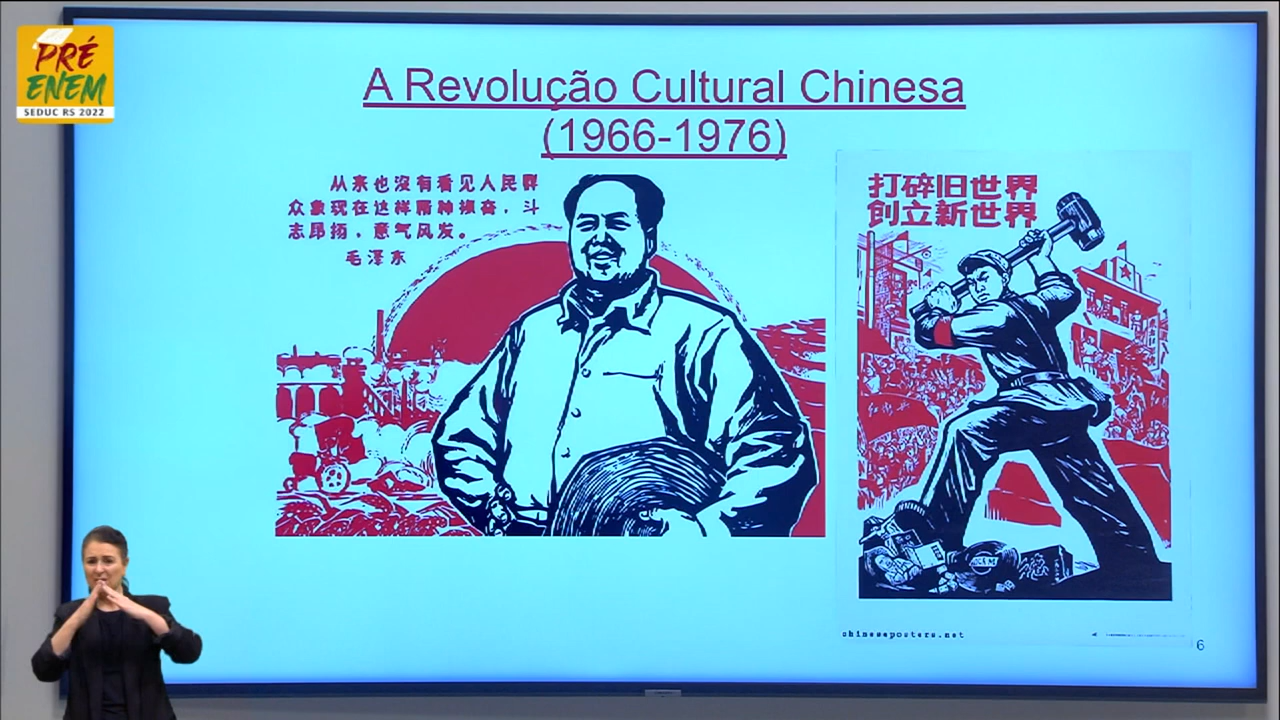 PRÉ
ENEM
SEDUC RS 2022
A Revolução Cultural Chinesa
(1966-1976)
从来也沒有看见人民群
众象现在这样精神振奋，斗
志昂扬，意气风发。
毛泽东
打碎旧世界
創立新世界
chineseposters.net
6